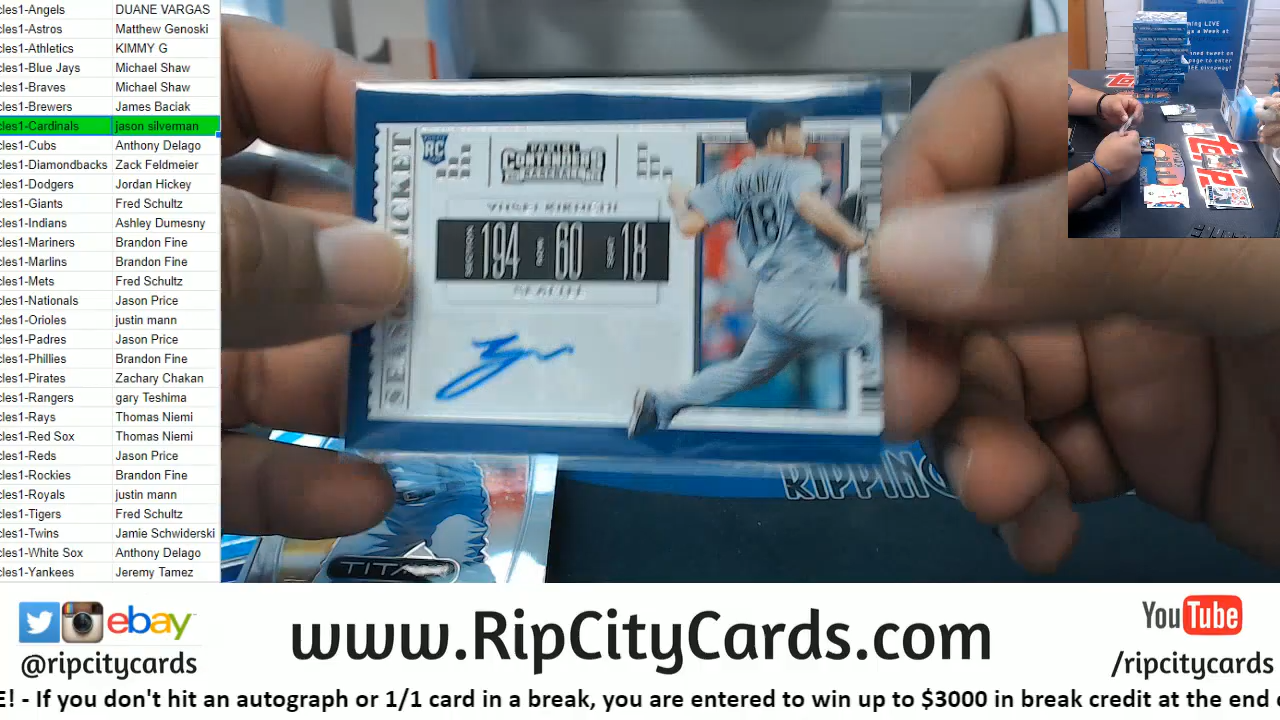 cles1-Angels DUANE VARGAS
cles1-Astros Matthew Genoski
cles1-Athletics KIMMY G
cles1-Blue Jays Michael Shaw
cles1-Braves Michael Shaw
cles1-Brewers James Baciak
cles1-Cardinals jason silverman
cles1-Cubs Anthony Delago
cles1-Diamondbacks Zack Feldmeier
cles1-Dodgers Jordan Hickey
cles1-Giants Fred Schultz
cles1-Indians Ashley Dumesny
cles1-Mariners Brandon Fine
cles1-Marlins Brandon Fine
cles1-Mets Fred Schultz
cles1-Nationals Jason Price
cles1-Orioles justin mann
cles1-Padres Jason Price
cles1-Phillies Brandon Fine
cles1-Pirates Zachary Chakan
cles1-Rangers gary Teshima
cles1-Rays Thomas Niemi
cles1-Red Sox Thomas Niemi
cles1-Reds Jason Price
cles1-Rockies Brandon Fine
cles1-Royals justin mann
cles1-Tigers Fred Schultz
cles1-Twins Jamie Schwiderski
cles1-White Sox Anthony Delago
cles1-Yankees Jeremy Tamez
RC
CONTENDERS
YUSEI KIKUCHI
194 60 18
SEATTLE
TICKET
18
RIPPING
TITAN
ebay
@ripcitycards
www.RipCityCards.com
YouTube
/ripcitycards
E! - If you don't hit an autograph or 1/1 card in a break, you are entered to win up to $3000 in break credit at the end